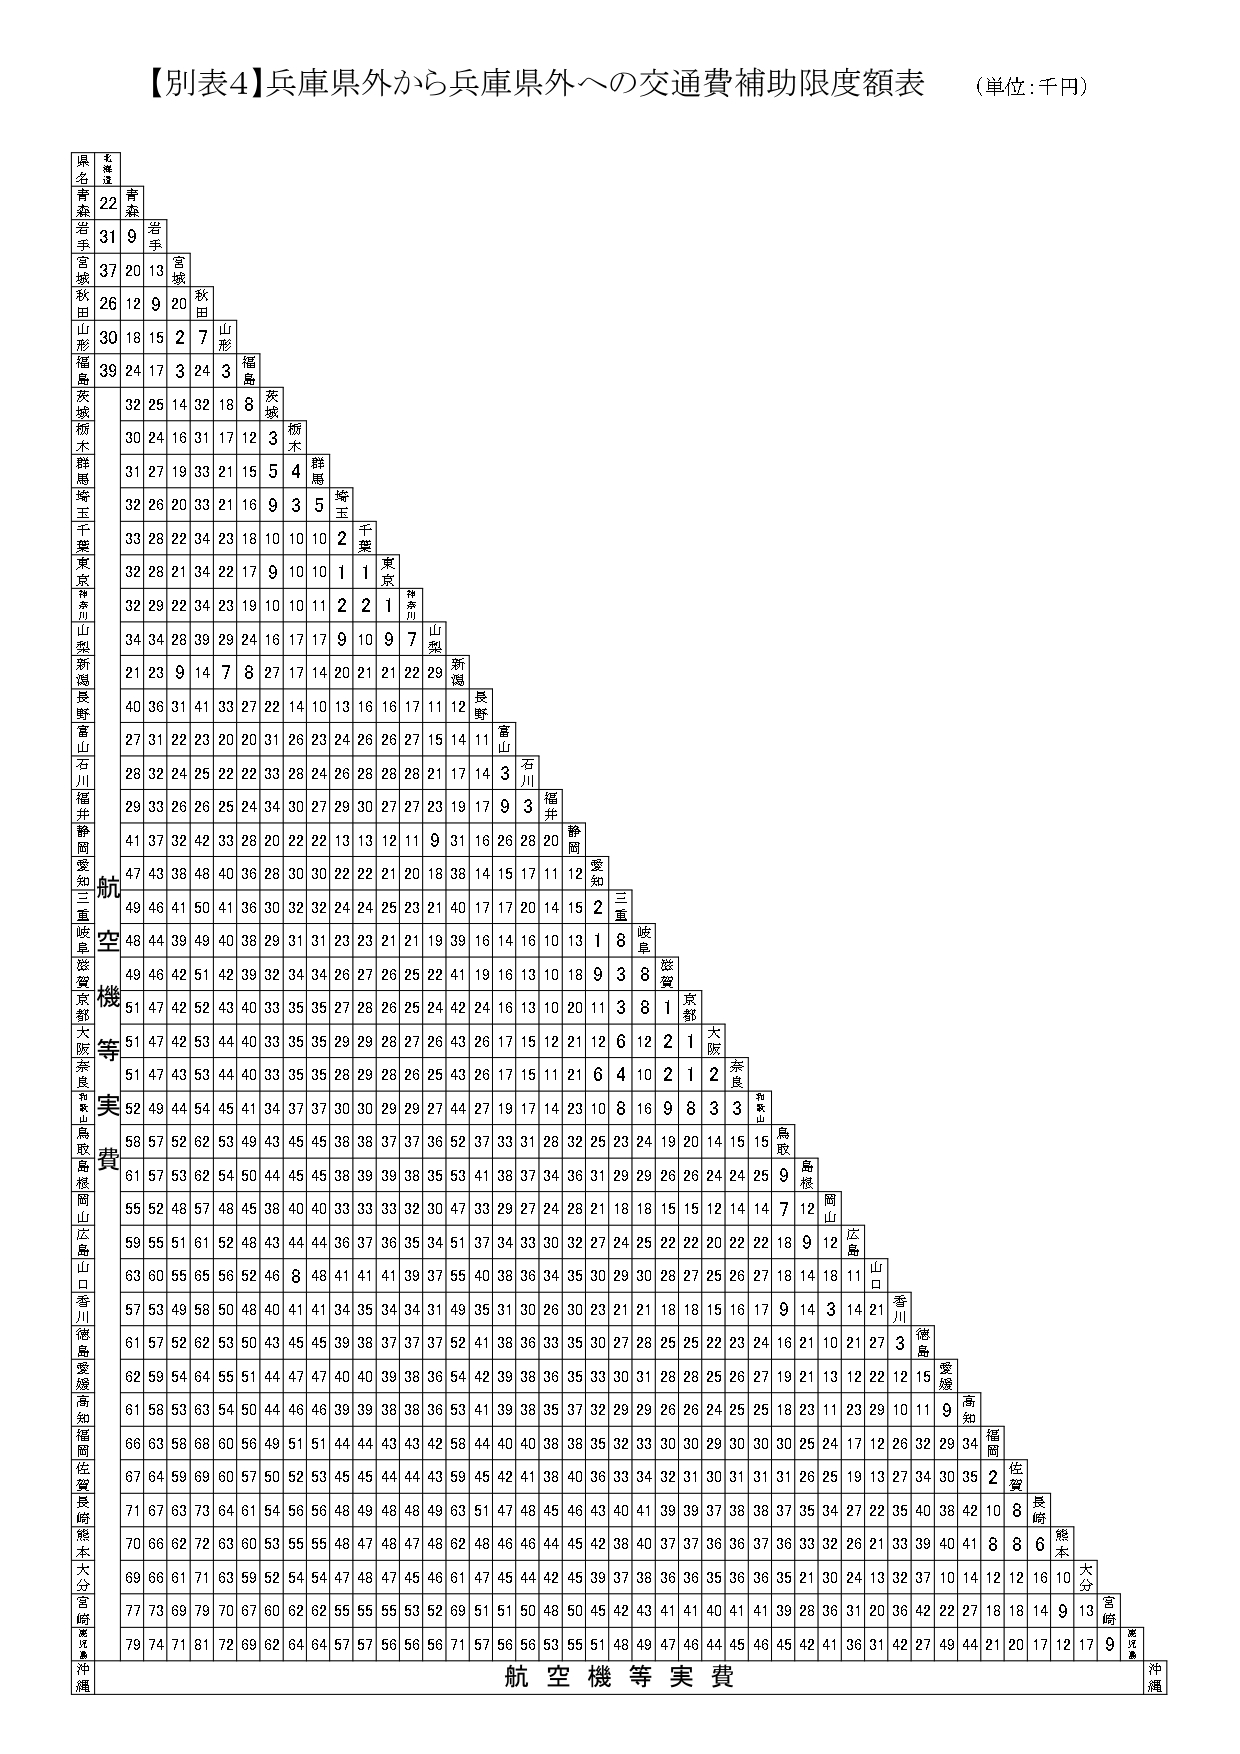 【別表４】兵庫県外から兵庫県外への交通費補助限度額表 （単位：千円）
県名 北海道
青森 22 青森
岩手 31 9 岩手
宮城 37 20 13 宮城
秋田 26 12 9 20 秋田
山形 30 18 15 2 7 山形
福島 39 24 17 3 24 3 福島
茨城 32 25 14 32 18 8 茨城
栃木 30 24 16 31 17 12 3 栃木
群馬 31 27 19 33 21 15 5 4 群馬
埼玉 32 26 20 33 21 16 9 3 5 埼玉
千葉 33 28 22 34 23 18 10 10 10 2 千葉
東京 32 28 21 34 22 17 9 10 10 1 1 東京
神奈川 32 29 22 34 23 19 10 10 11 2 2 1 神奈川
山梨 34 34 28 39 29 24 16 17 17 9 10 9 7 山梨
新潟 21 23 9 14 7 8 27 17 14 20 21 21 22 29 新潟
長野 40 36 31 41 33 27 22 14 10 13 16 16 17 11 12 長野
富山 27 31 22 23 20 20 31 26 23 24 26 26 27 15 14 11 富山
石川 28 32 24 25 22 22 33 28 24 26 28 28 28 21 17 14 3 石川
福井 29 33 26 26 25 24 34 30 27 29 30 27 27 23 19 17 9 3 福井
静岡 41 37 32 42 33 28 20 22 22 13 13 12 11 9 31 16 26 28 20 静岡
愛知 47 43 38 48 40 36 28 30 30 22 22 21 20 18 38 14 15 17 11 12 愛知
三重 49 46 41 50 41 36 30 32 32 24 24 25 23 21 40 17 17 20 14 15 2 三重
岐阜 48 44 39 49 40 38 29 31 31 23 23 21 21 19 39 16 14 16 10 13 1 8 岐阜
滋賀 49 46 42 51 42 39 32 34 34 26 27 26 25 22 41 19 16 13 10 18 9 3 8 滋賀
京都 51 47 42 52 43 40 33 35 35 27 28 26 25 24 42 24 16 13 10 20 11 3 8 1 京都
大阪 51 47 42 53 44 40 33 35 35 29 29 28 27 26 43 26 17 15 12 21 12 6 12 2 1 大阪
奈良 51 47 43 53 44 40 33 35 35 28 29 28 26 25 43 26 17 15 11 21 6 4 10 2 1 2 奈良
和歌山 52 49 44 54 45 41 34 37 37 30 30 29 29 27 44 27 19 17 14 23 10 8 16 9 8 3 3 和歌山
鳥取 58 57 52 62 53 49 43 45 45 38 38 37 37 36 52 37 33 31 28 32 25 23 24 19 20 14 15 15 鳥取
島根 61 57 53 62 54 50 44 45 45 38 39 39 38 35 53 41 38 37 34 36 31 29 29 26 26 24 24 25 9 島根
岡山 55 52 48 57 48 45 38 40 40 33 33 33 32 30 47 33 29 27 24 28 21 18 18 15 15 12 14 14 7 12 岡山
広島 59 55 51 61 52 48 43 44 44 36 37 36 35 34 51 37 34 33 30 32 27 24 25 22 22 20 22 22 18 9 12 広島
山口 63 60 55 65 56 52 46 8 48 41 41 41 39 37 55 40 38 36 34 35 30 29 30 28 27 25 26 27 18 14 18 11 山口
香川 57 53 49 58 50 48 40 41 41 34 35 34 34 31 49 35 31 30 26 30 23 21 21 18 18 15 16 17 9 14 3 14 21 香川
徳島 61 57 52 62 53 50 43 45 45 39 38 37 37 37 52 41 38 36 33 35 30 27 28 25 25 22 23 24 16 21 10 21 27 3 徳島
愛媛 62 59 54 64 55 51 44 47 47 40 40 39 38 36 54 42 39 38 36 35 33 30 31 28 28 25 26 27 19 21 13 12 22 12 15 愛媛
高知 61 58 53 63 54 50 44 46 46 39 39 38 38 36 53 41 39 38 35 37 32 29 29 26 26 24 25 25 18 23 11 23 29 10 11 9 高知
福岡 66 63 58 68 60 56 49 51 51 44 44 43 43 42 58 44 40 40 38 38 35 32 33 30 30 29 30 30 30 25 24 17 12 26 32 29 34 福岡
佐賀 67 64 59 69 60 57 50 52 53 45 45 44 44 43 59 45 42 41 38 40 36 33 34 32 31 30 31 31 31 26 25 19 13 27 34 30 35 2 佐賀
長崎 71 67 63 73 64 61 54 56 56 48 49 48 48 49 63 51 47 48 45 46 43 40 41 39 39 37 38 38 37 35 34 27 22 35 40 38 42 10 8 長崎
熊本 70 66 62 72 63 60 53 55 55 48 47 48 47 48 62 48 46 46 44 45 42 38 40 37 37 36 36 37 36 33 32 26 21 33 39 40 41 8 8 6 熊本
大分 69 66 61 71 63 59 52 54 54 47 48 47 45 46 61 47 45 44 42 45 39 37 38 36 36 35 36 36 35 21 30 24 13 32 37 10 14 12 12 16 10 大分
宮崎 77 73 69 79 70 67 60 62 62 55 55 55 53 52 69 51 51 50 48 50 45 42 43 41 41 40 41 41 39 28 36 31 20 36 42 22 27 18 18 14 9 13 宮崎
鹿児島 79 74 71 81 72 69 62 64 64 57 57 56 56 56 71 57 56 56 53 55 51 48 49 47 46 44 45 46 45 42 41 36 31 42 27 49 44 21 20 17 12 17 9 鹿児島
航空機等実費
沖縄 航空機等実費 沖縄